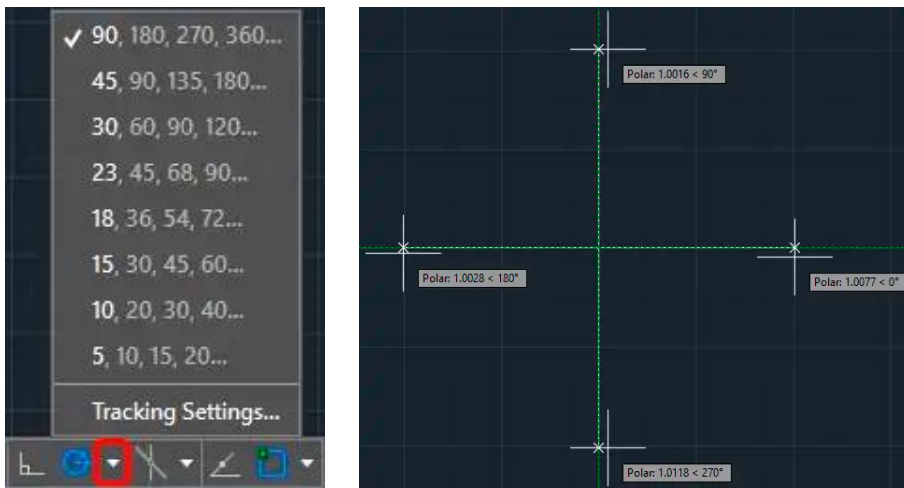 90, 180, 270, 360...
45, 90, 135, 180...
30, 60, 90, 120...
23, 45, 68, 90...
18, 36, 54, 72...
15, 30, 45, 60...
10, 20, 30, 40...
5, 10, 15, 20...
Tracking Settings...
Polar: 1.0016 < 90°
Polar: 1.0028 < 180°
Polar: 1.0077 < 0°
Polar: 1.0118 < 270°